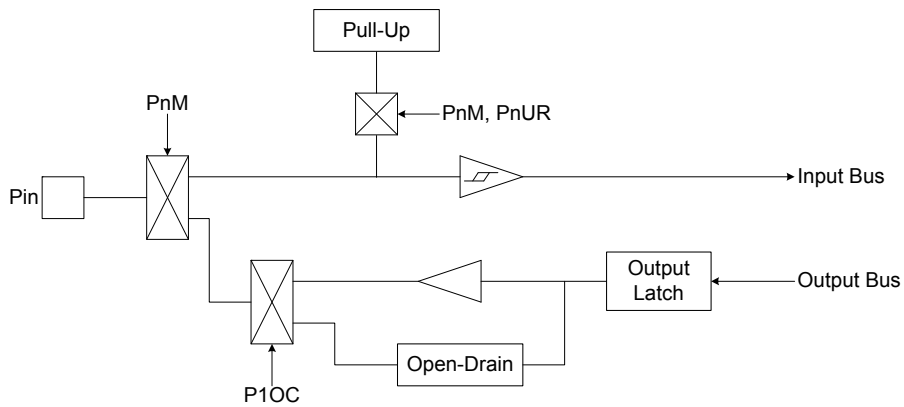 Pull-Up
PnM
PnM, PnUR
Pin
Input Bus
Output
Latch
Output Bus
Open-Drain
P1OC